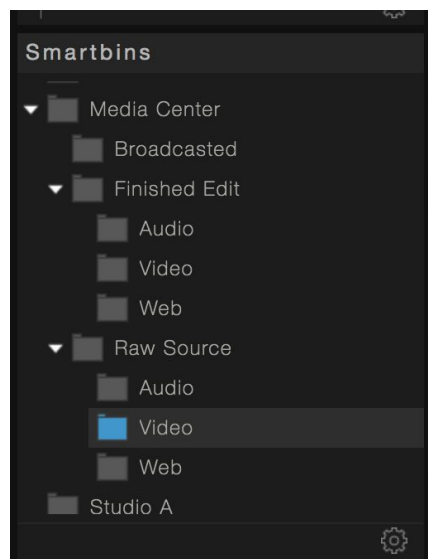 Smartbins
Media Center
Broadcasted
Finished Edit
Audio
Video
Web
Raw Source
Audio
Video
Web
Studio A